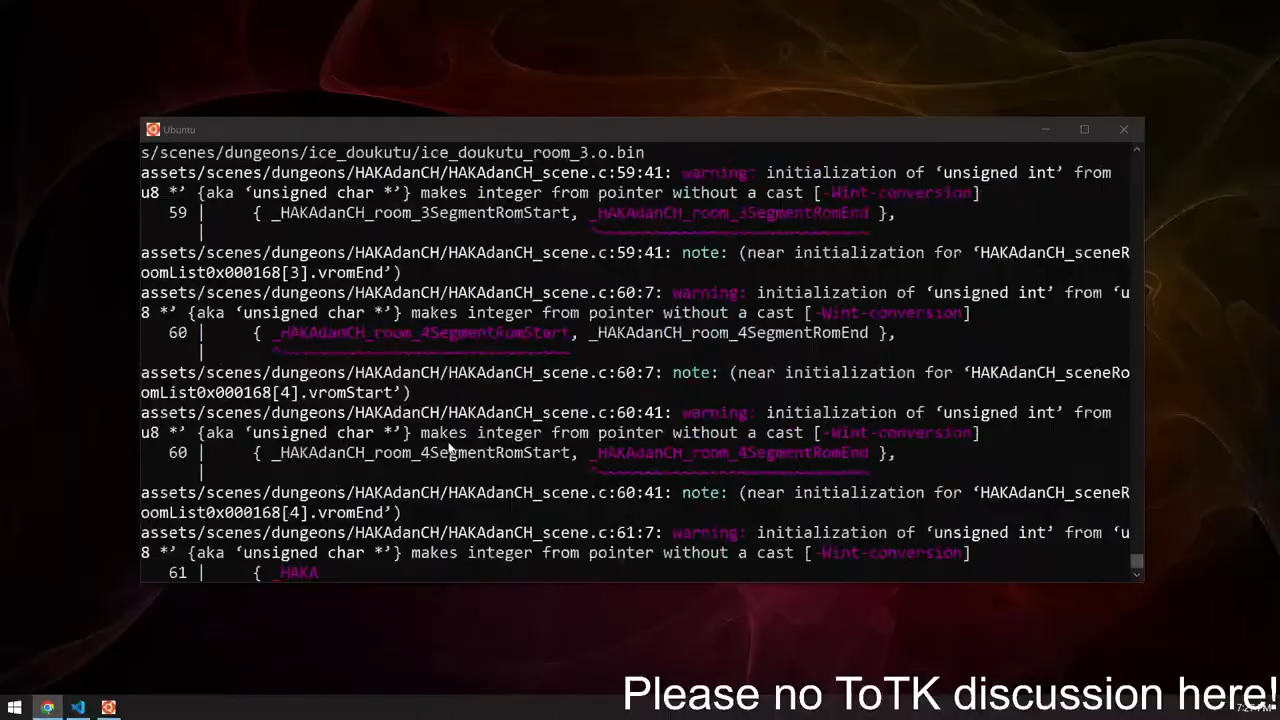 Ubuntu
s/scenes/dungeons/ice_doukutu/ice_doukutu_room_3.o.bin
assets/scenes/dungeons/HAKAdanCH/HAKAdanCH_scene.c:59:41: warning: initialization of ‘unsigned int’ from
u8 *’ {aka ‘unsigned char *’} makes integer from pointer without a cast [-Wint-conversion]
59 | { _HAKAdanCH_room_3SegmentRomStart, _HAKAdanCH_room_3SegmentRomEnd },
|
assets/scenes/dungeons/HAKAdanCH/HAKAdanCH_scene.c:59:41: note: (near initialization for ‘HAKAdanCH_sceneR
oomList0x000168[3].vromEnd’)
assets/scenes/dungeons/HAKAdanCH/HAKAdanCH_scene.c:60:7: warning: initialization of ‘unsigned int’ from ‘u
8 *’ {aka ‘unsigned char *’} makes integer from pointer without a cast [-Wint-conversion]
60 | { _HAKAdanCH_room_4SegmentRomStart, _HAKAdanCH_room_4SegmentRomEnd },
|
assets/scenes/dungeons/HAKAdanCH/HAKAdanCH_scene.c:60:7: note: (near initialization for ‘HAKAdanCH_sceneRo
omList0x000168[4].vromStart’)
assets/scenes/dungeons/HAKAdanCH/HAKAdanCH_scene.c:60:41: warning: initialization of ‘unsigned int’ from
u8 *’ {aka ‘unsigned char *’} makes integer from pointer without a cast [-Wint-conversion]
60 | { _HAKAdanCH_room_4SegmentRomStart, _HAKAdanCH_room_4SegmentRomEnd },
|
assets/scenes/dungeons/HAKAdanCH/HAKAdanCH_scene.c:60:41: note: (near initialization for ‘HAKAdanCH_sceneR
oomList0x000168[4].vromEnd’)
assets/scenes/dungeons/HAKAdanCH/HAKAdanCH_scene.c:61:7: warning: initialization of ‘unsigned int’ from ‘u
8 *’ {aka ‘unsigned char *’} makes integer from pointer without a cast [-Wint-conversion]
61 | { _HAKA
Please no ToTK discussion here!